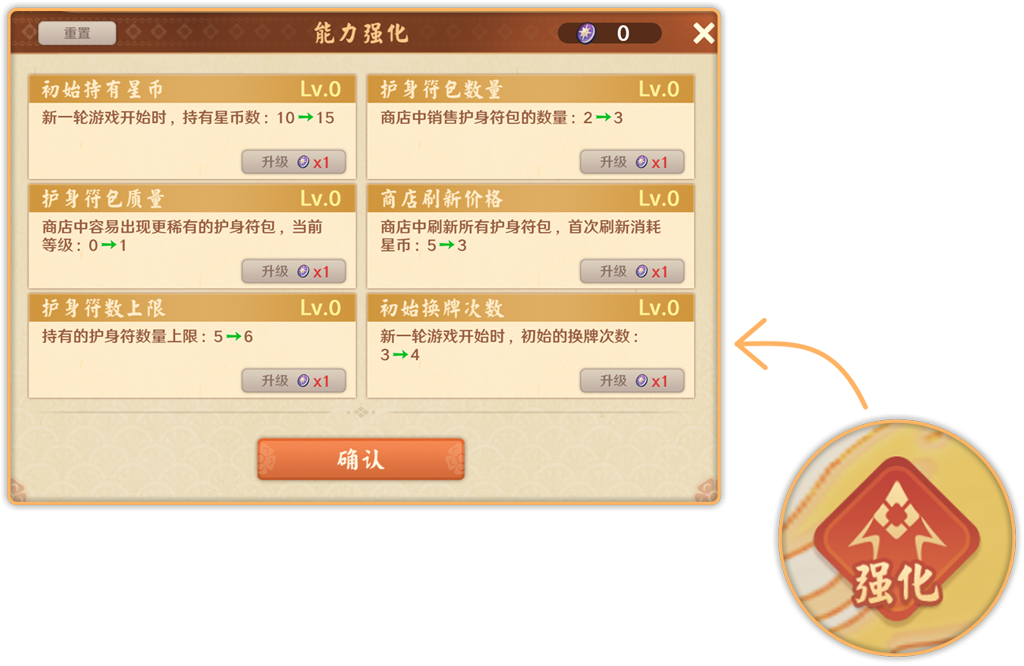 重置
能力强化
0
初始持有星币 Lv.0
新一轮游戏开始时，持有星币数：10→15
升级 x1
护身符包数量 Lv.0
商店中销售护身符包的数量：2→3
升级 x1
护身符包质量 Lv.0
商店中容易出现更稀有的护身符包，当前
等级：0→1
升级 x1
商店刷新价格 Lv.0
商店中刷新所有护身符包，首次刷新消耗
星币：5→3
升级 x1
护身符数上限 Lv.0
持有的护身符数量上限：5→6
升级 x1
初始换牌次数 Lv.0
新一轮游戏开始时，初始的换牌次数：
3→4
升级 x1
确认
强化